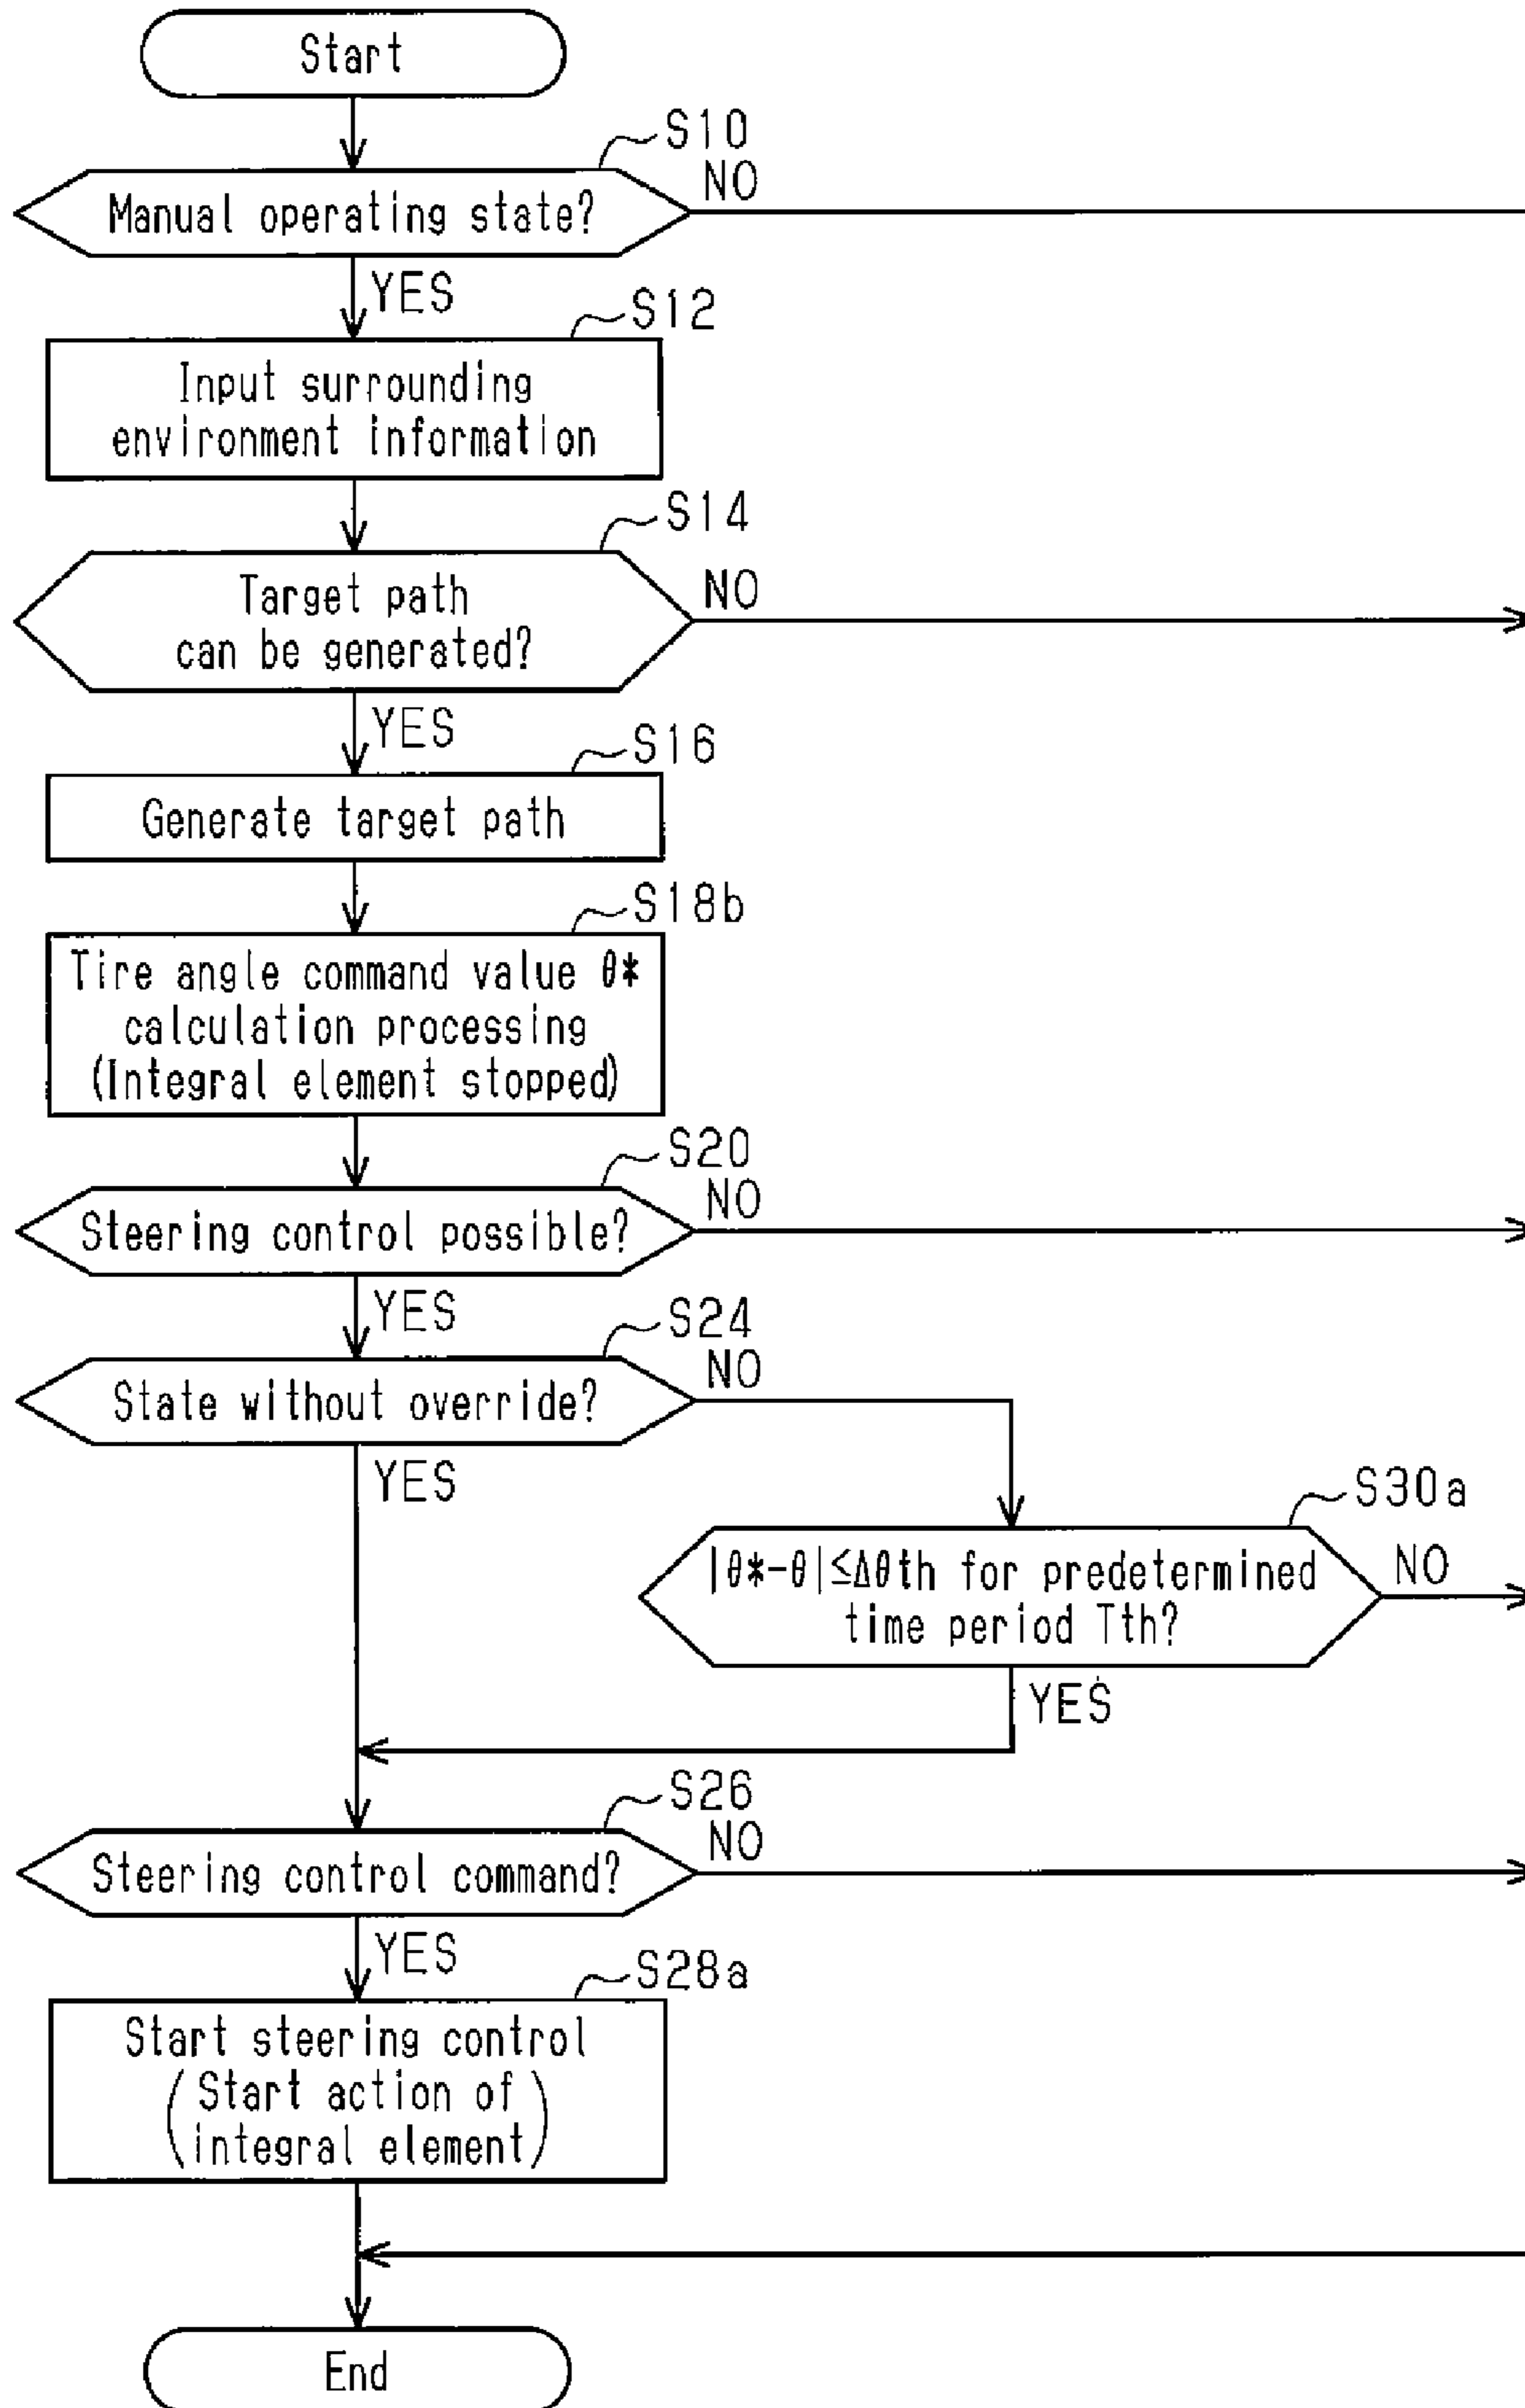 Start
S10
Manual operating state?
NO
YES
S12
Input surrounding
environment information
S14
Target path
can be generated?
NO
YES
S16
Generate target path
S18b
Tire angle command value θ*
calculation processing
(Integral element stopped)
S20
Steering control possible?
NO
YES
S24
State without override?
NO
YES
S30a
|θ*-θ|≦Δθth for predetermined
time period Tth?
NO
YES
S26
Steering control command?
NO
YES
S28a
Start steering control
(Start action of
integral element)
End